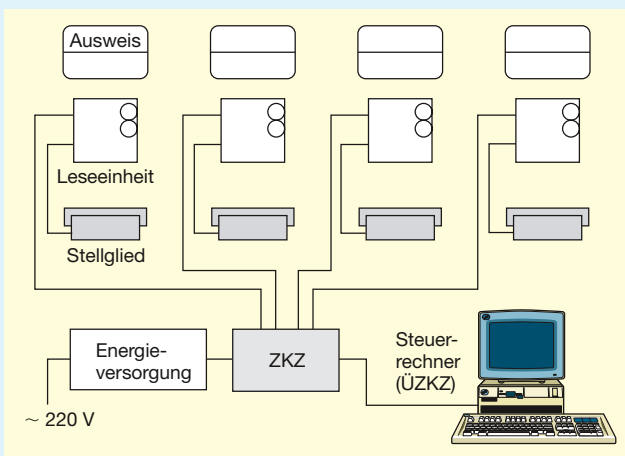 Ausweis
Leseeinheit
Stellglied
Energie-
versorgung
ZKZ
Steuer-
rechner
(ÜZKZ)
~ 220 V